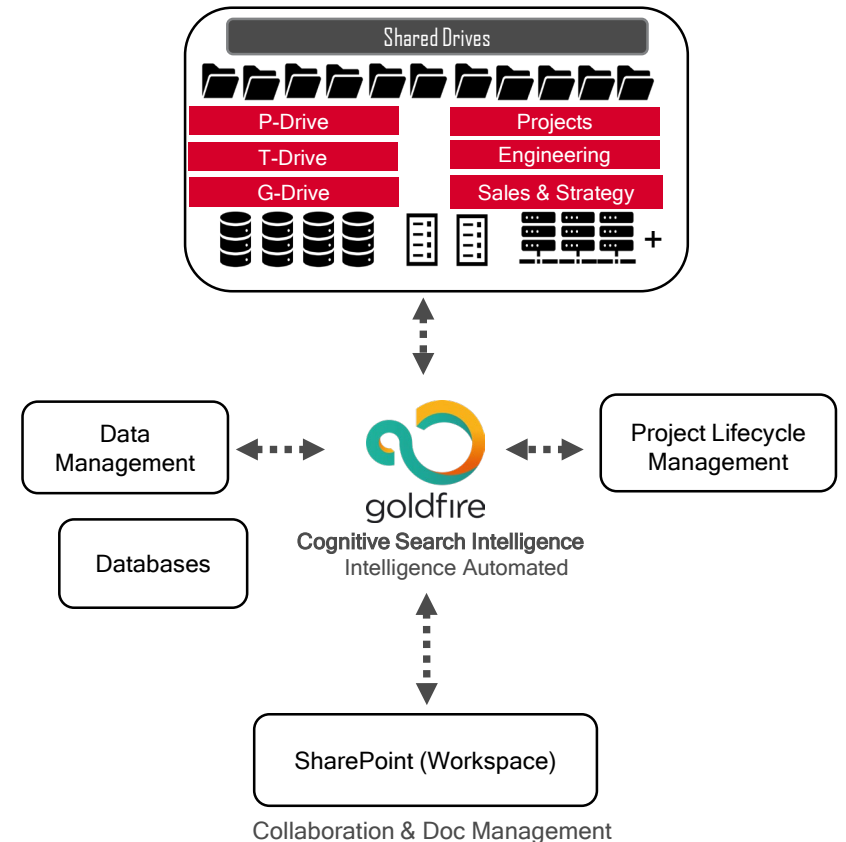 Shared Drives
P-Drive
Projects
T-Drive
Engineering
G-Drive
Sales & Strategy
+
Data
Management
Project Lifecycle
Management
goldfire
Cognitive Search Intelligence
Intelligence Automated
Databases
SharePoint (Workspace)
Collaboration & Doc Management